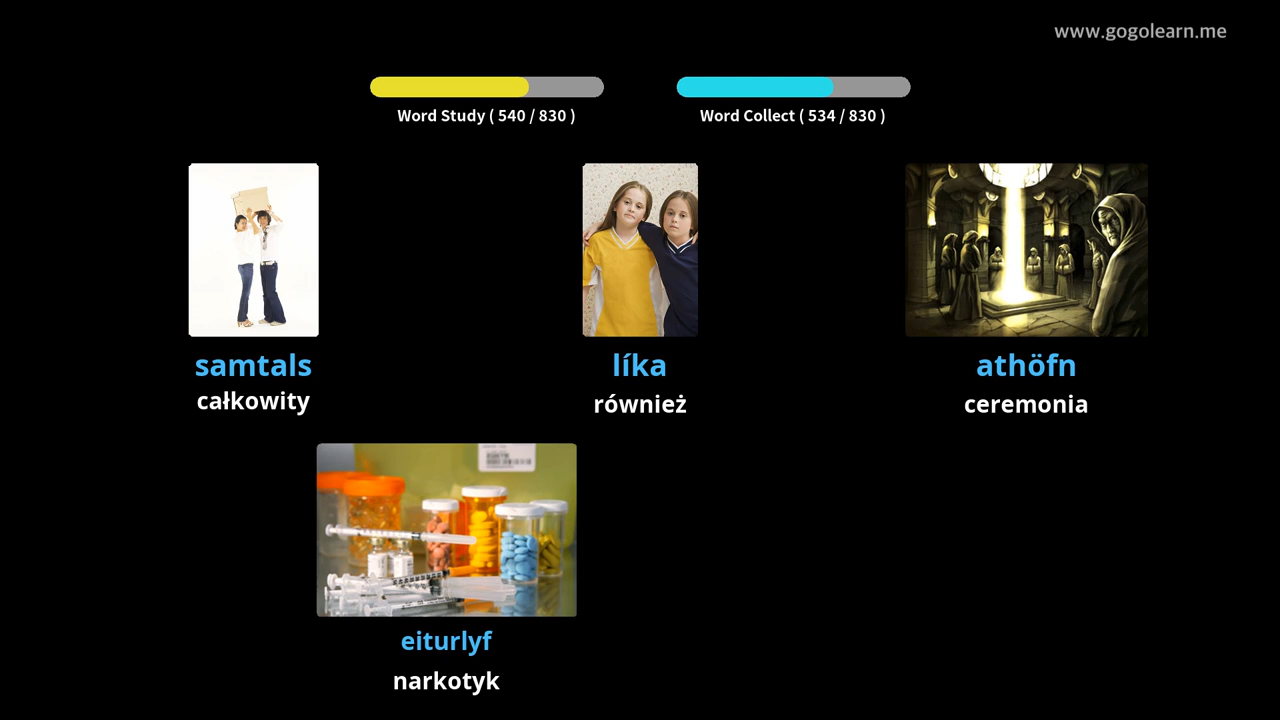 www.gogolearn.me
Word Study ( 540 / 830 )
Word Collect ( 534 / 830 )
samtals
całkowity
líka
również
athöfn
ceremonia
eiturlyf
narkotyk